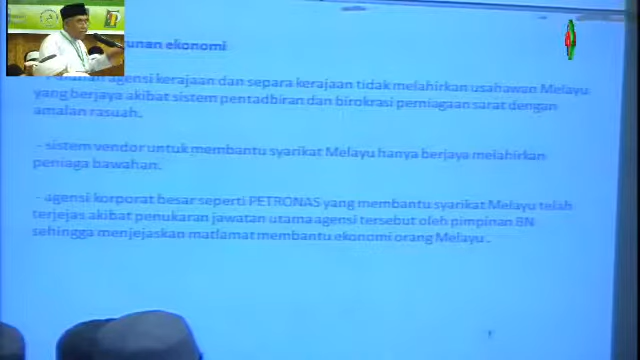 unan ekonomi
agensi kerajaan dan separa kerajaan tidak melahirkan usahawan Melayu
yang berjaya akibat sistem pentadbiran dan birokrasi perniagaan sarat dengan
amalan rasuah.
- sistem vendor untuk membantu syarikat Melayu hanya berjaya melahirkan
peniaga bawahan.
- agensi korporat besar seperti PETRONAS yang membantu syarikat Melayu telah
terjejas akibat penukaran jawatan utama agensi tersebut oleh pimpinan BN
sehingga menjejaskan matlamat membantu ekonomi orang Melayu .